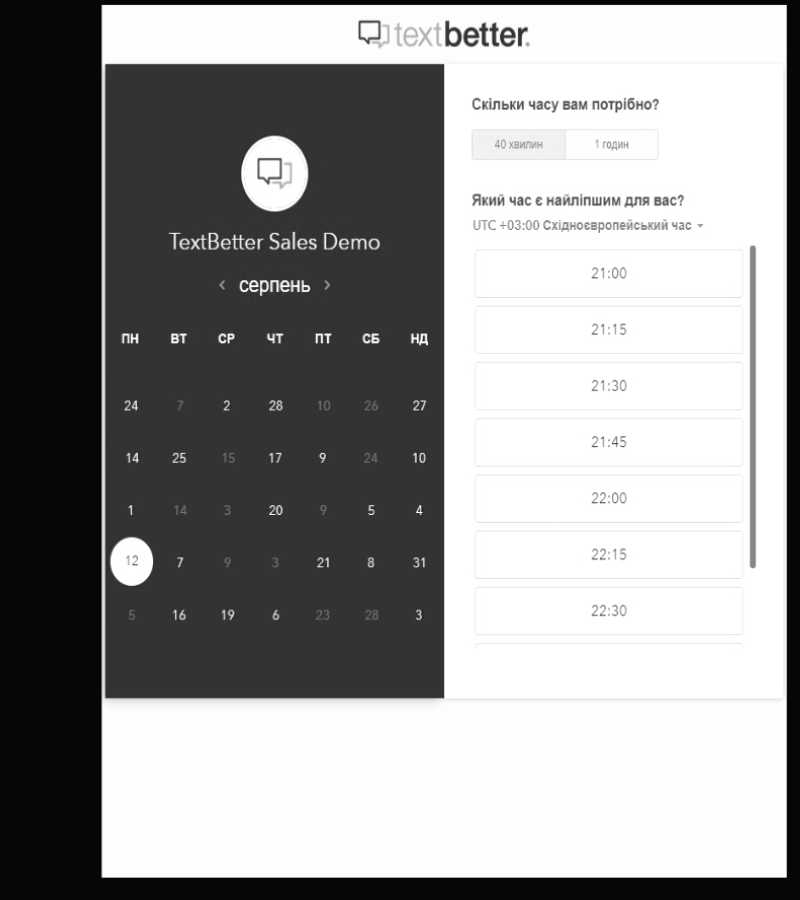 textbetter.
TextBetter Sales Demo
серпень
ПН ВТ СР ЧТ ПТ СБ НД
24 7 2 28 10 26 27
14 25 15 17 9 24 10
1 14 3 20 9 5 4
12 7 9 3 21 8 31
5 16 19 6 23 28 3
Скільки часу вам потрібно?
40 хвилин 1 годин
Який час є найліпшим для вас?
UTC +03:00 Східноєвропейський час
21:00
21:15
21:30
21:45
22:00
22:15
22:30